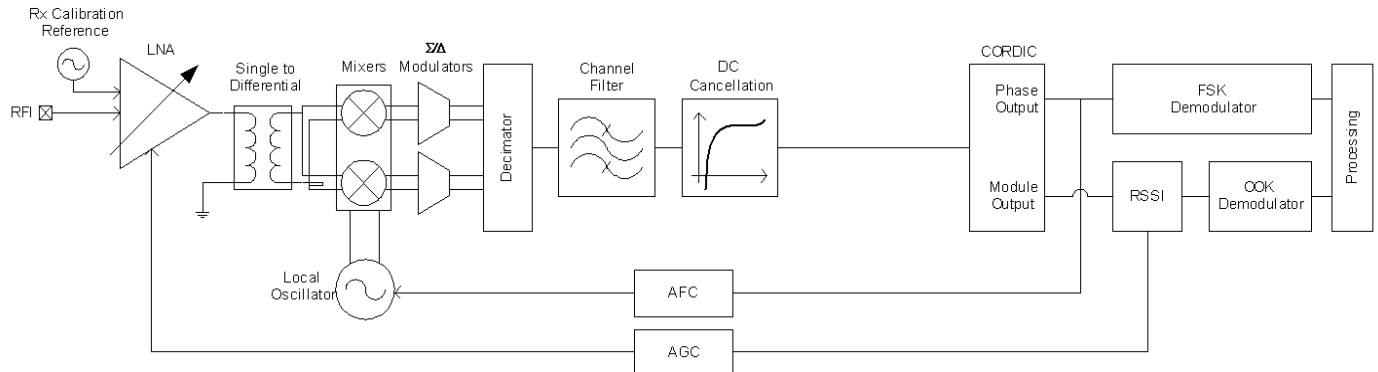 Rx Calibration
Reference
LNA
RFI
Single to
Differential
Mixers
Σ/Δ
Modulators
Decimator
Channel
Filter
DC
Cancellation
CORDIC
Phase
Output
Module
Output
FSK
Demodulator
RSSI
OOK
Demodulator
Processing
Local
Oscillator
AFC
AGC